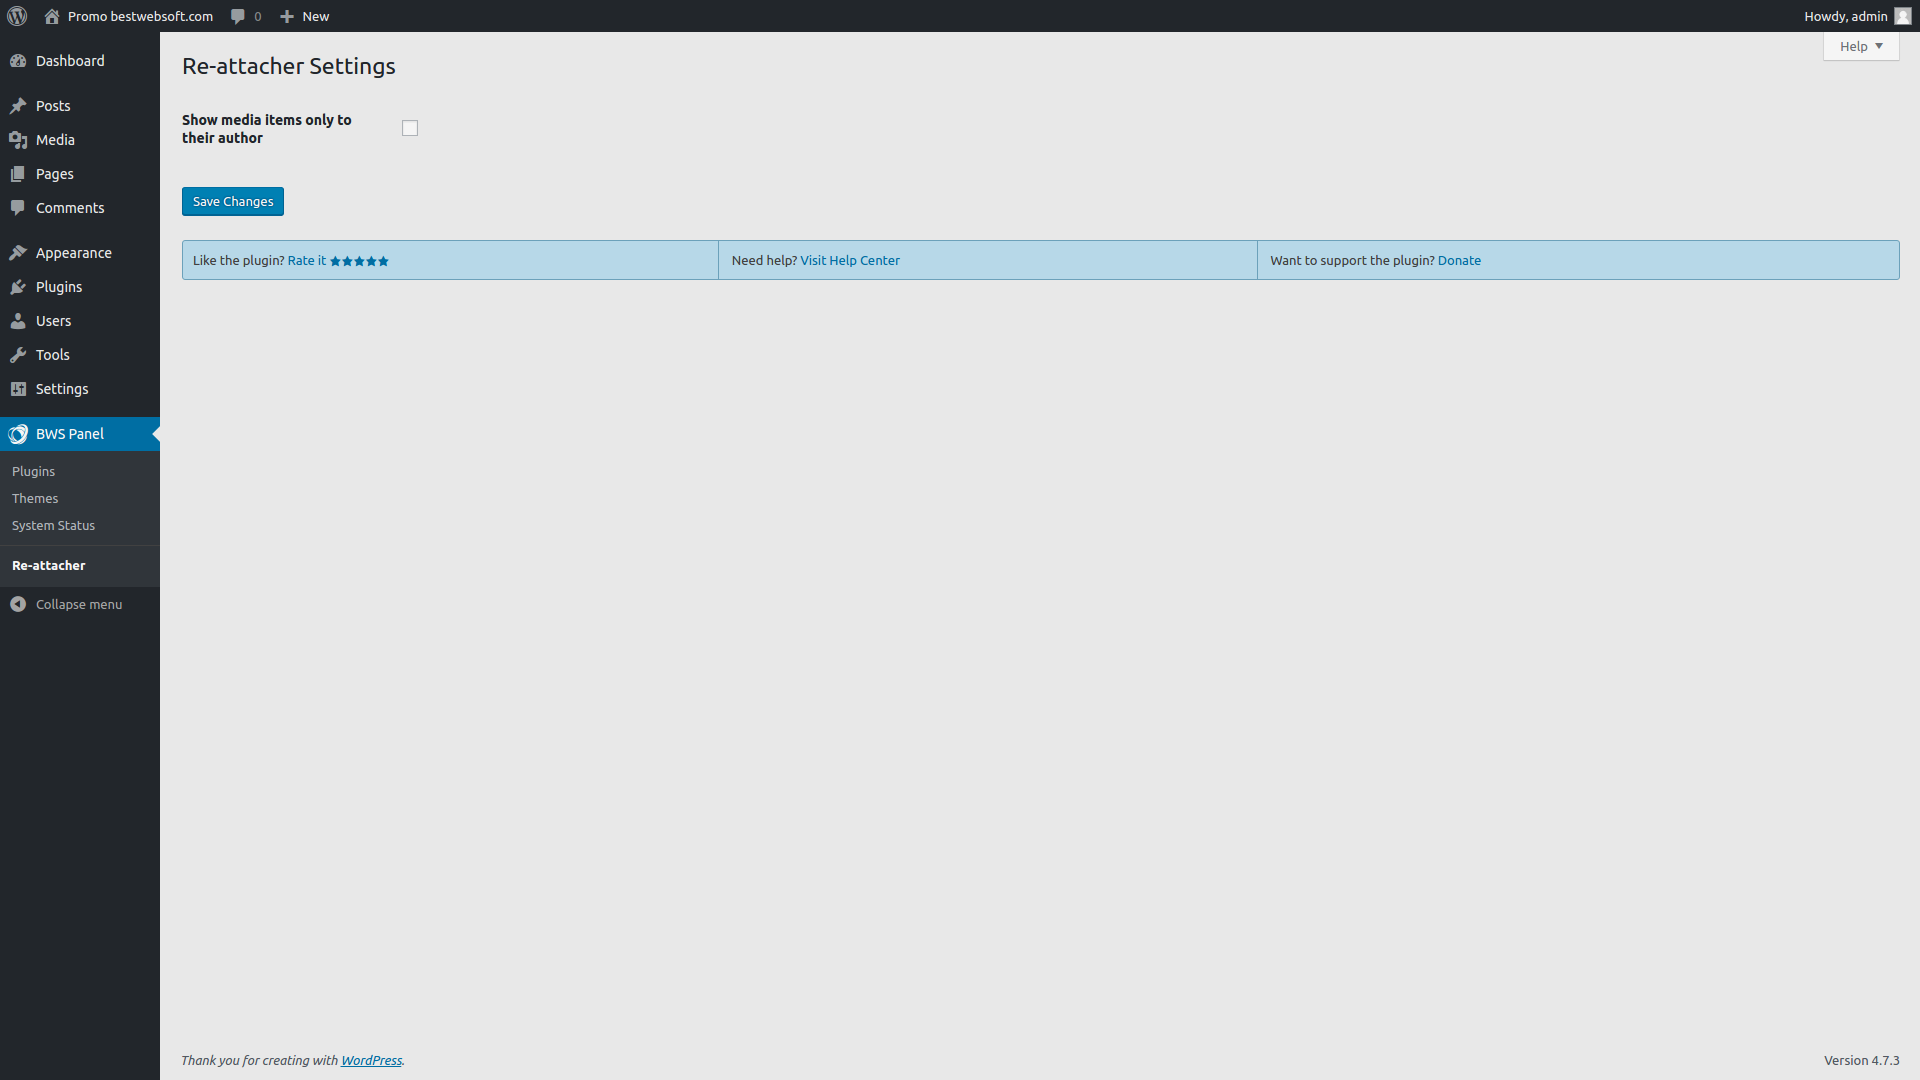 Promo bestwebsoft.com
0
New
Howdy, admin
Help
Dashboard
Posts
Media
Pages
Comments
Appearance
Plugins
Users
Tools
Settings
BWS Panel
Plugins
Themes
System Status
Re-attacher
Collapse menu
Re-attacher Settings
Show media items only to
their author
Save Changes
Like the plugin? Rate it ★★★★★
Need help? Visit Help Center
Want to support the plugin? Donate
Thank you for creating with WordPress.
Version 4.7.3